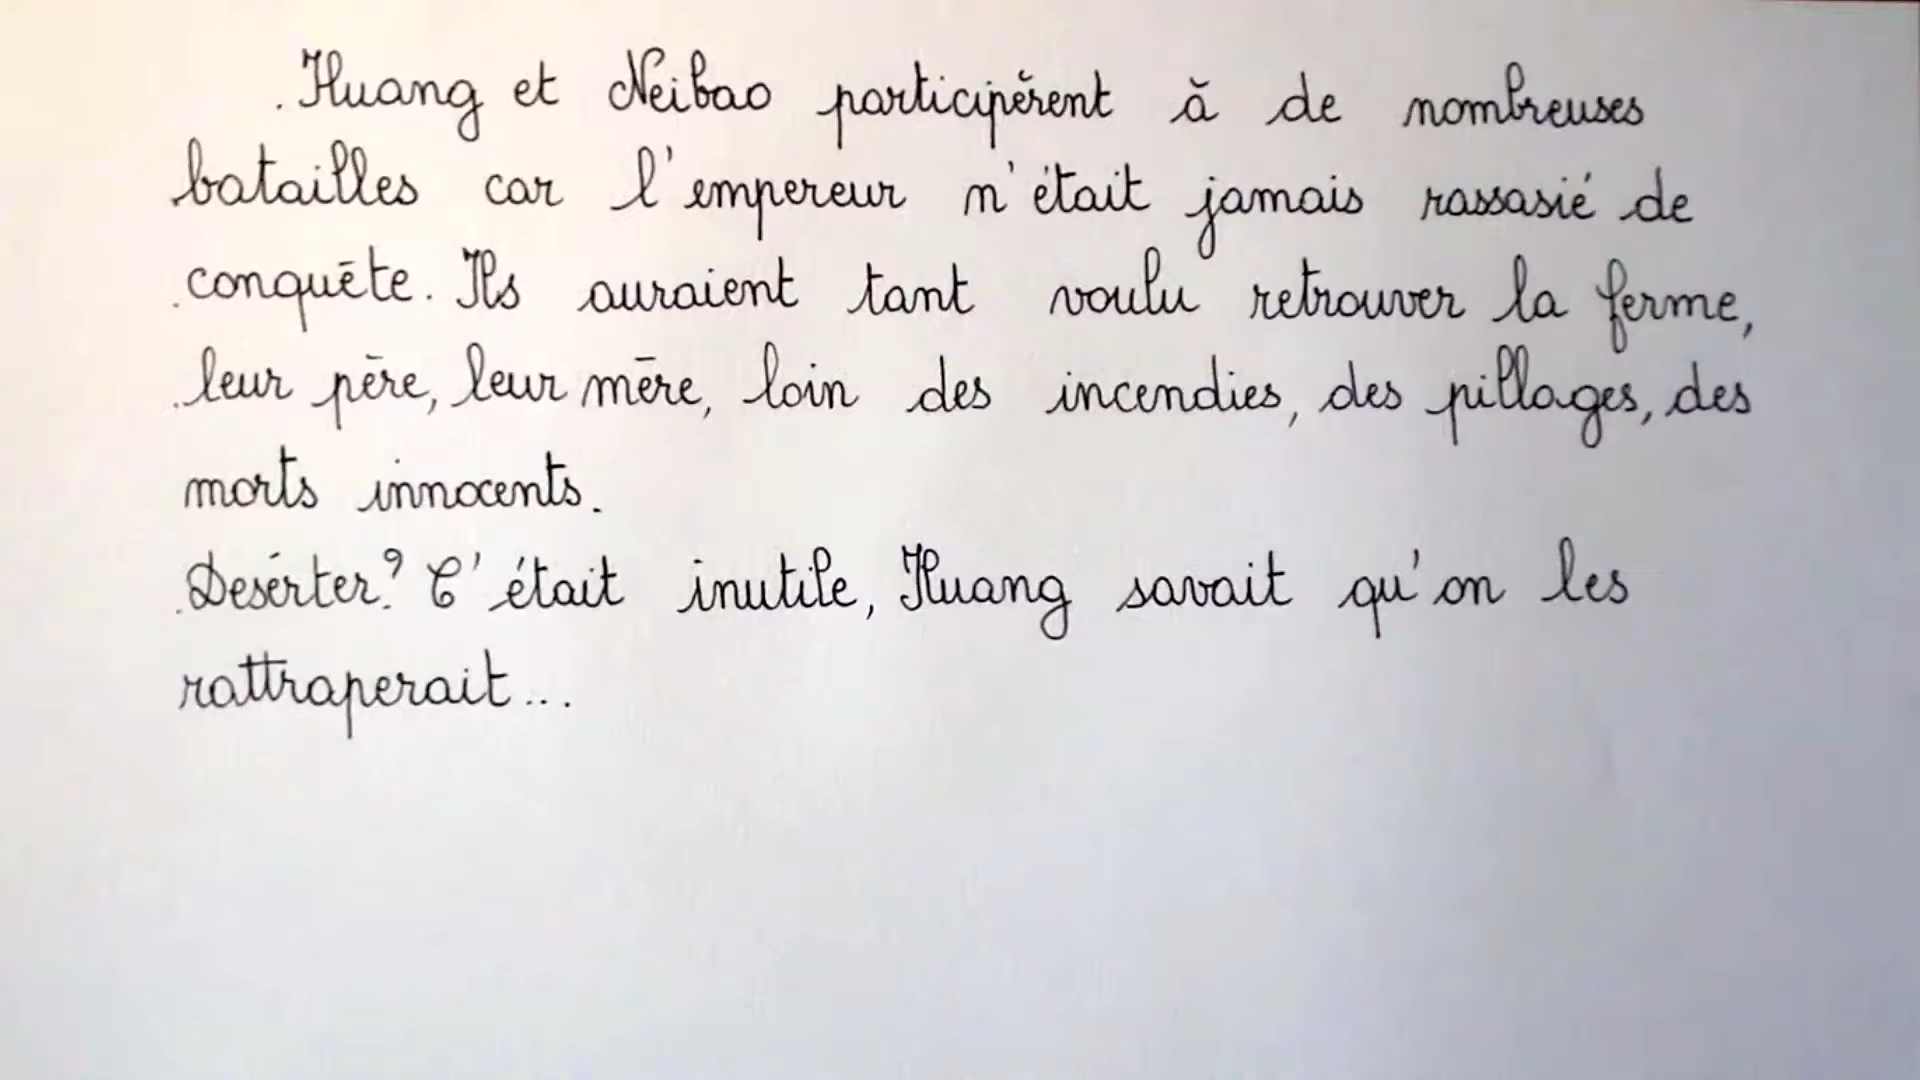 Huang et Neibao participèrent à de nombreuses
batailles car l'empereur n'était jamais rassasié de
conquête. Ils auraient tant voulu retrouver la ferme,
leur père, leur mère, loin des incendies, des pillages, des
morts innocents.
Desérter? C'était inutile, Huang savait qu'on les
rattraperait...